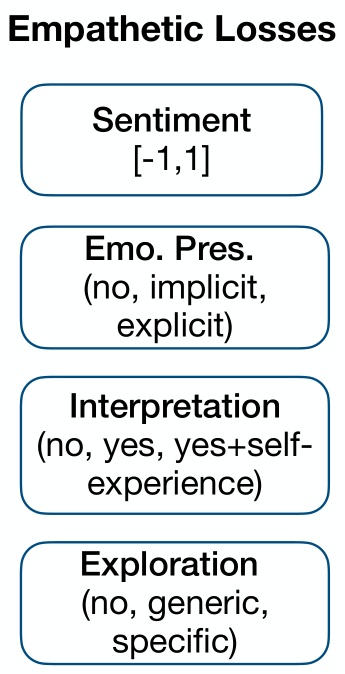 Empathetic Losses
Sentiment
[-1,1]
Emo. Pres.
(no, implicit,
explicit)
Interpretation
(no, yes, yes+self-
experience)
Exploration
(no, generic,
specific)